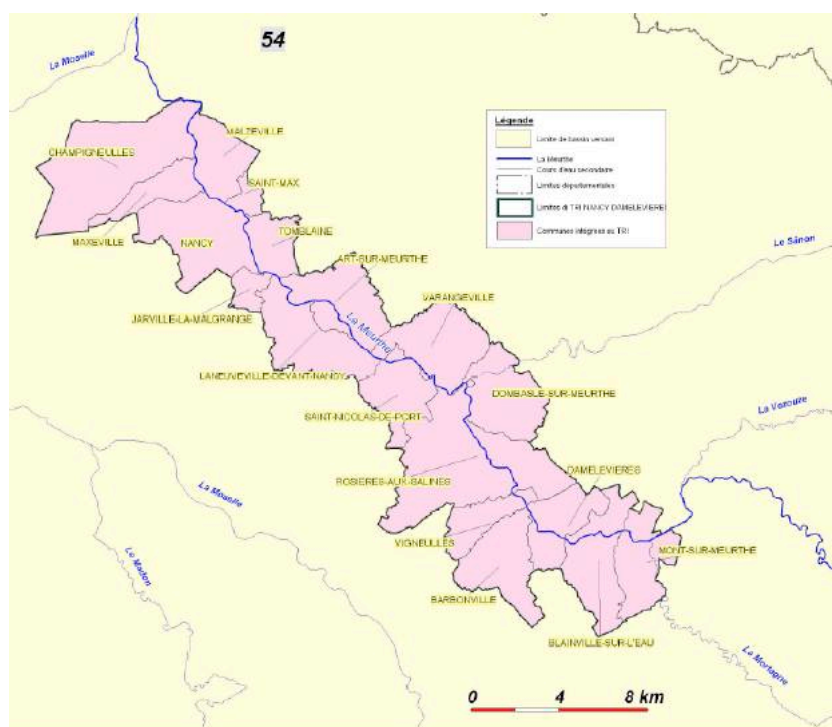 54
La Moselle
MALZEVILLE
CHAMPIGNEULLES
SAINT-MAX
MAXEVILLE
NANCY
TOMBLAINE
ART-SUR-MEURTHE
JARVILLE-LA-MALGRANGE
VARANGEVILLE
La Meurthe
LANEUVEVILLE-DEVANT-NANCY
DOMBASLE-SUR-MEURTHE
SAINT-NICOLAS-DE-PORT
ROSIERES-AUX-SALINES
DAMELEVIERES
VIGNEULLES
MONT-SUR-MEURTHE
BARBONVILLE
BLAINVILLE-SUR-L'EAU
Légende
Limite de bassin versant
La Meurthe
Cours d'eau secondaire
Limites départementales
TRI NANCY DAMELEVIERES
Communes intégrées au TRI
Le Sânon
La Vezouze
La Moselle
Le Madon
La Mortagne
0 4 8 km